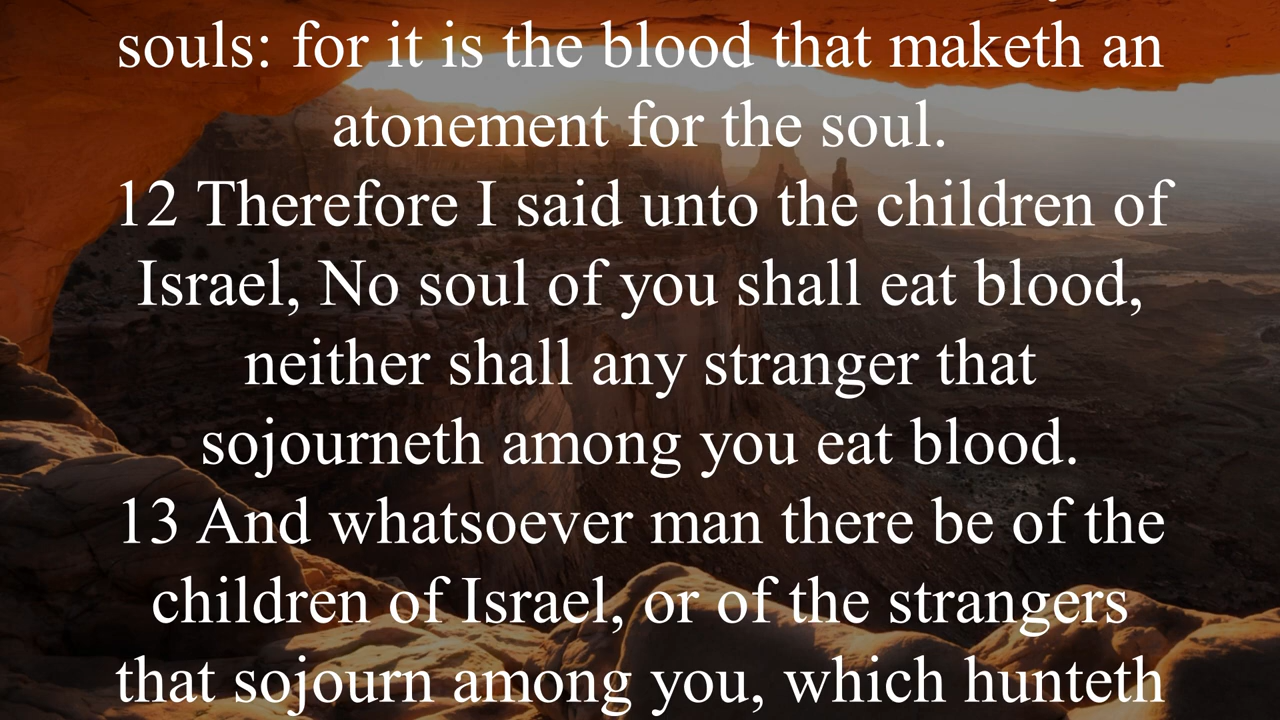 souls: for it is the blood that maketh an
atonement for the soul.
12 Therefore I said unto the children of
Israel, No soul of you shall eat blood,
neither shall any stranger that
sojourneth among you eat blood.
13 And whatsoever man there be of the
children of Israel, or of the strangers
that sojourn among you, which hunteth